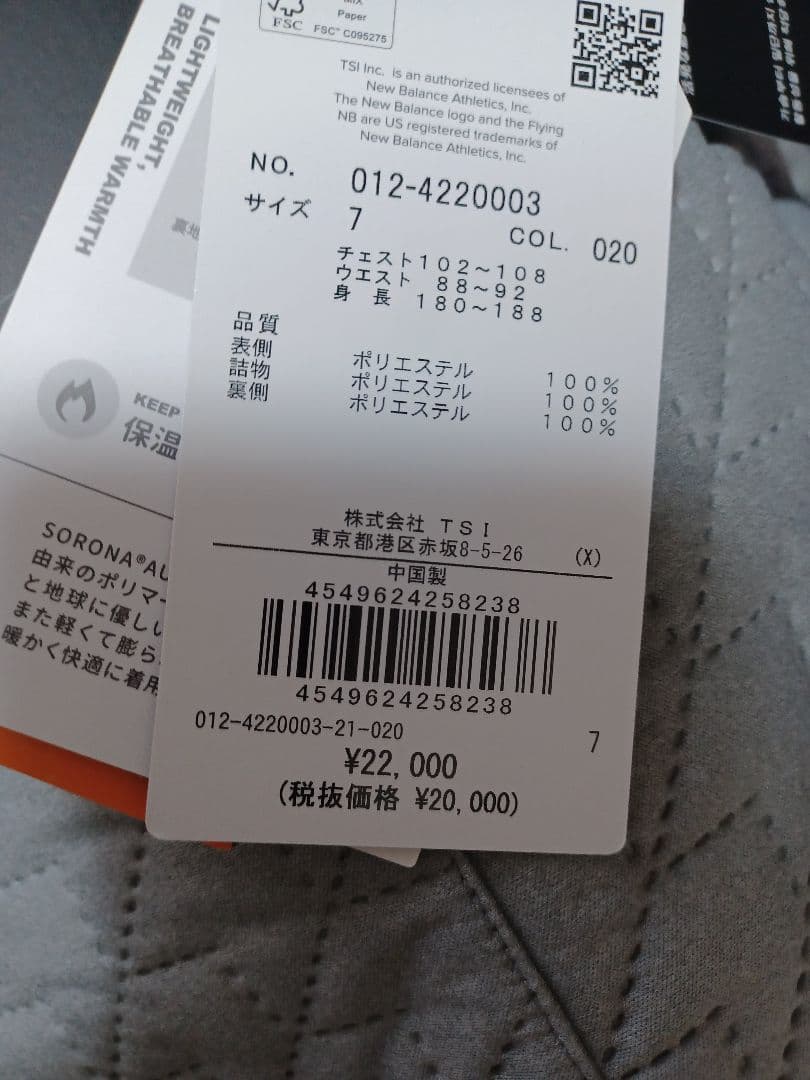 MIX
Paper
FSC
FSC™ C095275
TSI Inc. is an authorized licensees of
New Balance Athletics, Inc.
The New Balance logo and the Flying
NB are US registered trademarks of
New Balance Athletics, Inc.
NO. 012-4220003
サイズ 7 COL. 020
チェスト102～108
ウエスト 88～92
身 長 180～188
品質
表側 ポリエステル 100%
詰物 ポリエステル 100%
裏側 ポリエステル 100%
株式会社 TSI
東京都港区赤坂8-5-26 (X)
中国製
4549624258238
4549624258238
012-4220003-21-020 7
¥22,000
(税抜価格 ¥20,000)
LIGHTWEIGHT,
BREATHABLE WARMTH
裏地
KEEP
保温
SORONA®AU
由来のポリマー
と地球に優し
また軽くて膨ら
暖かく快適に着用